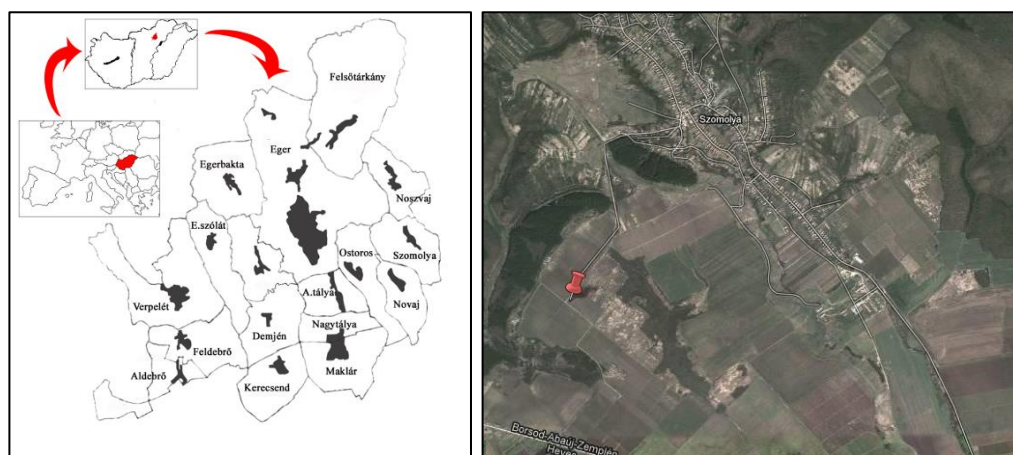 Felsőtárkány
Eger
Egerbakta
Noszvaj
E.szólát
Ostoros
Szomolya
Verpelét
A.tálya
Novaj
Nagytálya
Demjén
Feldebrő
Maklár
Aldebrő
Kerecsend
Szomolya
Borsod-Abaúj-Zemplén
Heves